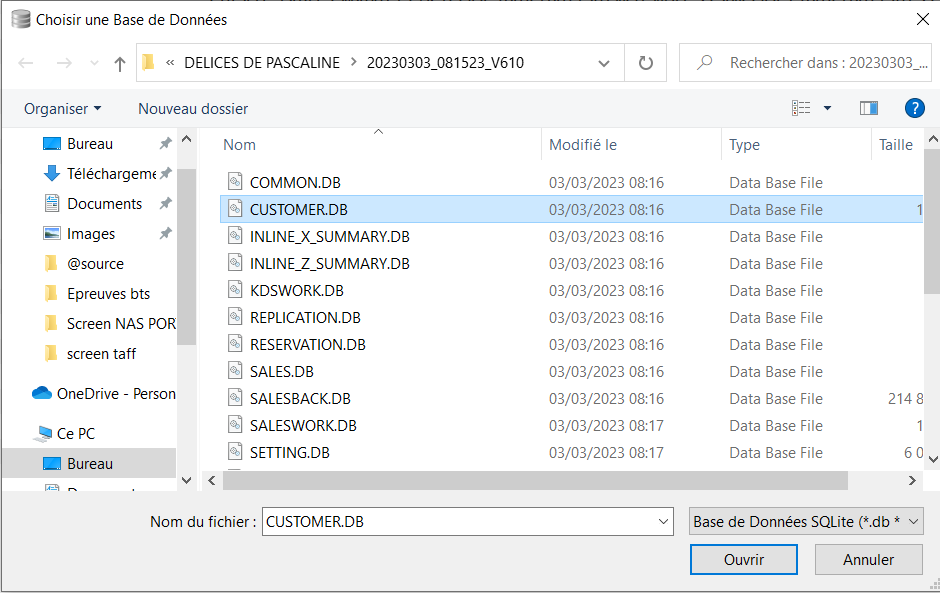 Choisir une Base de Données
« DELICES DE PASCALINE > 20230303_081523_V610
Rechercher dans : 20230303_...
Organiser
Nouveau dossier
?
Nom
Modifié le
Type
Taille
Bureau
Téléchargeme
Documents
Images
@source
Epreuves bts
Screen NAS POR
screen taff
OneDrive - Person
Ce PC
Bureau
COMMON.DB 03/03/2023 08:16 Data Base File
CUSTOMER.DB 03/03/2023 08:16 Data Base File 1
INLINE_X_SUMMARY.DB 03/03/2023 08:16 Data Base File
INLINE_Z_SUMMARY.DB 03/03/2023 08:16 Data Base File
KDSWORK.DB 03/03/2023 08:16 Data Base File
REPLICATION.DB 03/03/2023 08:16 Data Base File
RESERVATION.DB 03/03/2023 08:16 Data Base File
SALES.DB 03/03/2023 08:16 Data Base File
SALESBACK.DB 03/03/2023 08:16 Data Base File 214 8
SALESWORK.DB 03/03/2023 08:17 Data Base File 1
SETTING.DB 03/03/2023 08:17 Data Base File 6 0
Nom du fichier : CUSTOMER.DB
Base de Données SQLite (*.db *
Ouvrir
Annuler